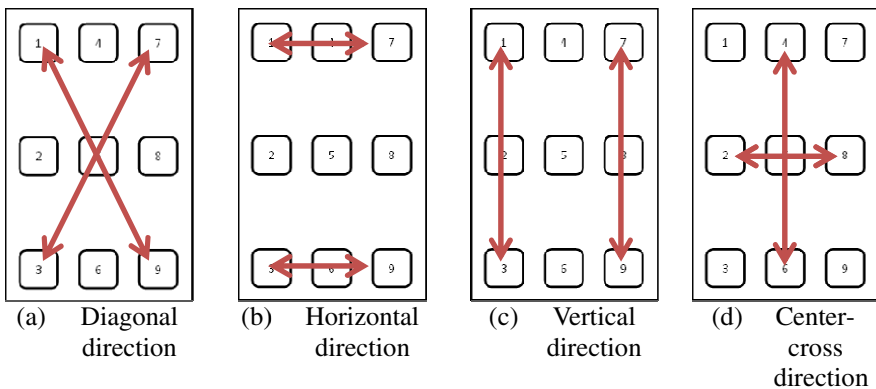 1 4 7 1 4 7 1 4 7 1 4 7
2 8 2 5 8 2 5 8 2 8
3 6 9 3 6 9 3 6 9 3 6 9
(a) Diagonal direction
(b) Horizontal direction
(c) Vertical direction
(d) Center-
cross
direction